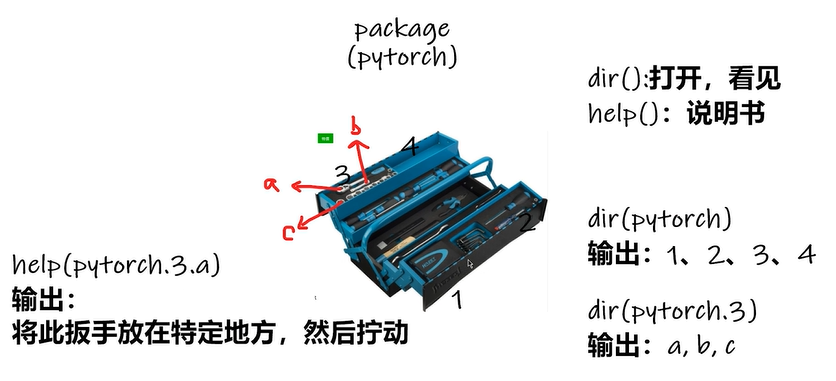 package
(pytorch)
dir():打开，看见
help()：说明书
b
4
3
a
c
2
1
dir(pytorch)
输出：1、2、3、4
help(pytorch.3.a)
输出：
将此扳手放在特定地方，然后拧动
dir(pytorch.3)
输出：a, b, c